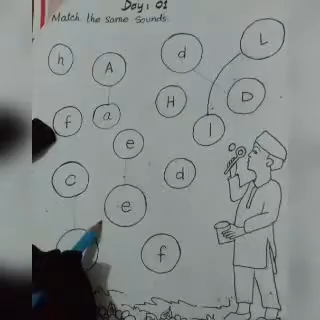 Day: 01
Match the same sounds.
h A d L
f a H D
e l
c d
e
f